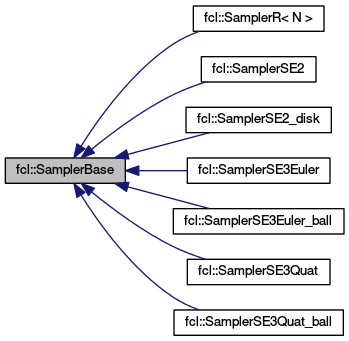 fcl::SamplerR< N >
fcl::SamplerSE2
fcl::SamplerSE2_disk
fcl::SamplerBase
fcl::SamplerSE3Euler
fcl::SamplerSE3Euler_ball
fcl::SamplerSE3Quat
fcl::SamplerSE3Quat_ball